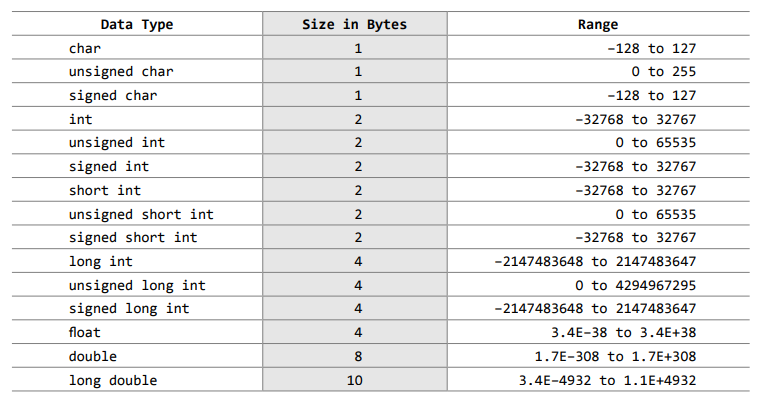 Data Type Size in Bytes Range
char 1 −128 to 127
unsigned char 1 0 to 255
signed char 1 −128 to 127
int 2 −32768 to 32767
unsigned int 2 0 to 65535
signed int 2 −32768 to 32767
short int 2 −32768 to 32767
unsigned short int 2 0 to 65535
signed short int 2 −32768 to 32767
long int 4 −2147483648 to 2147483647
unsigned long int 4 0 to 4294967295
signed long int 4 −2147483648 to 2147483647
float 4 3.4E−38 to 3.4E+38
double 8 1.7E−308 to 1.7E+308
long double 10 3.4E−4932 to 1.1E+4932